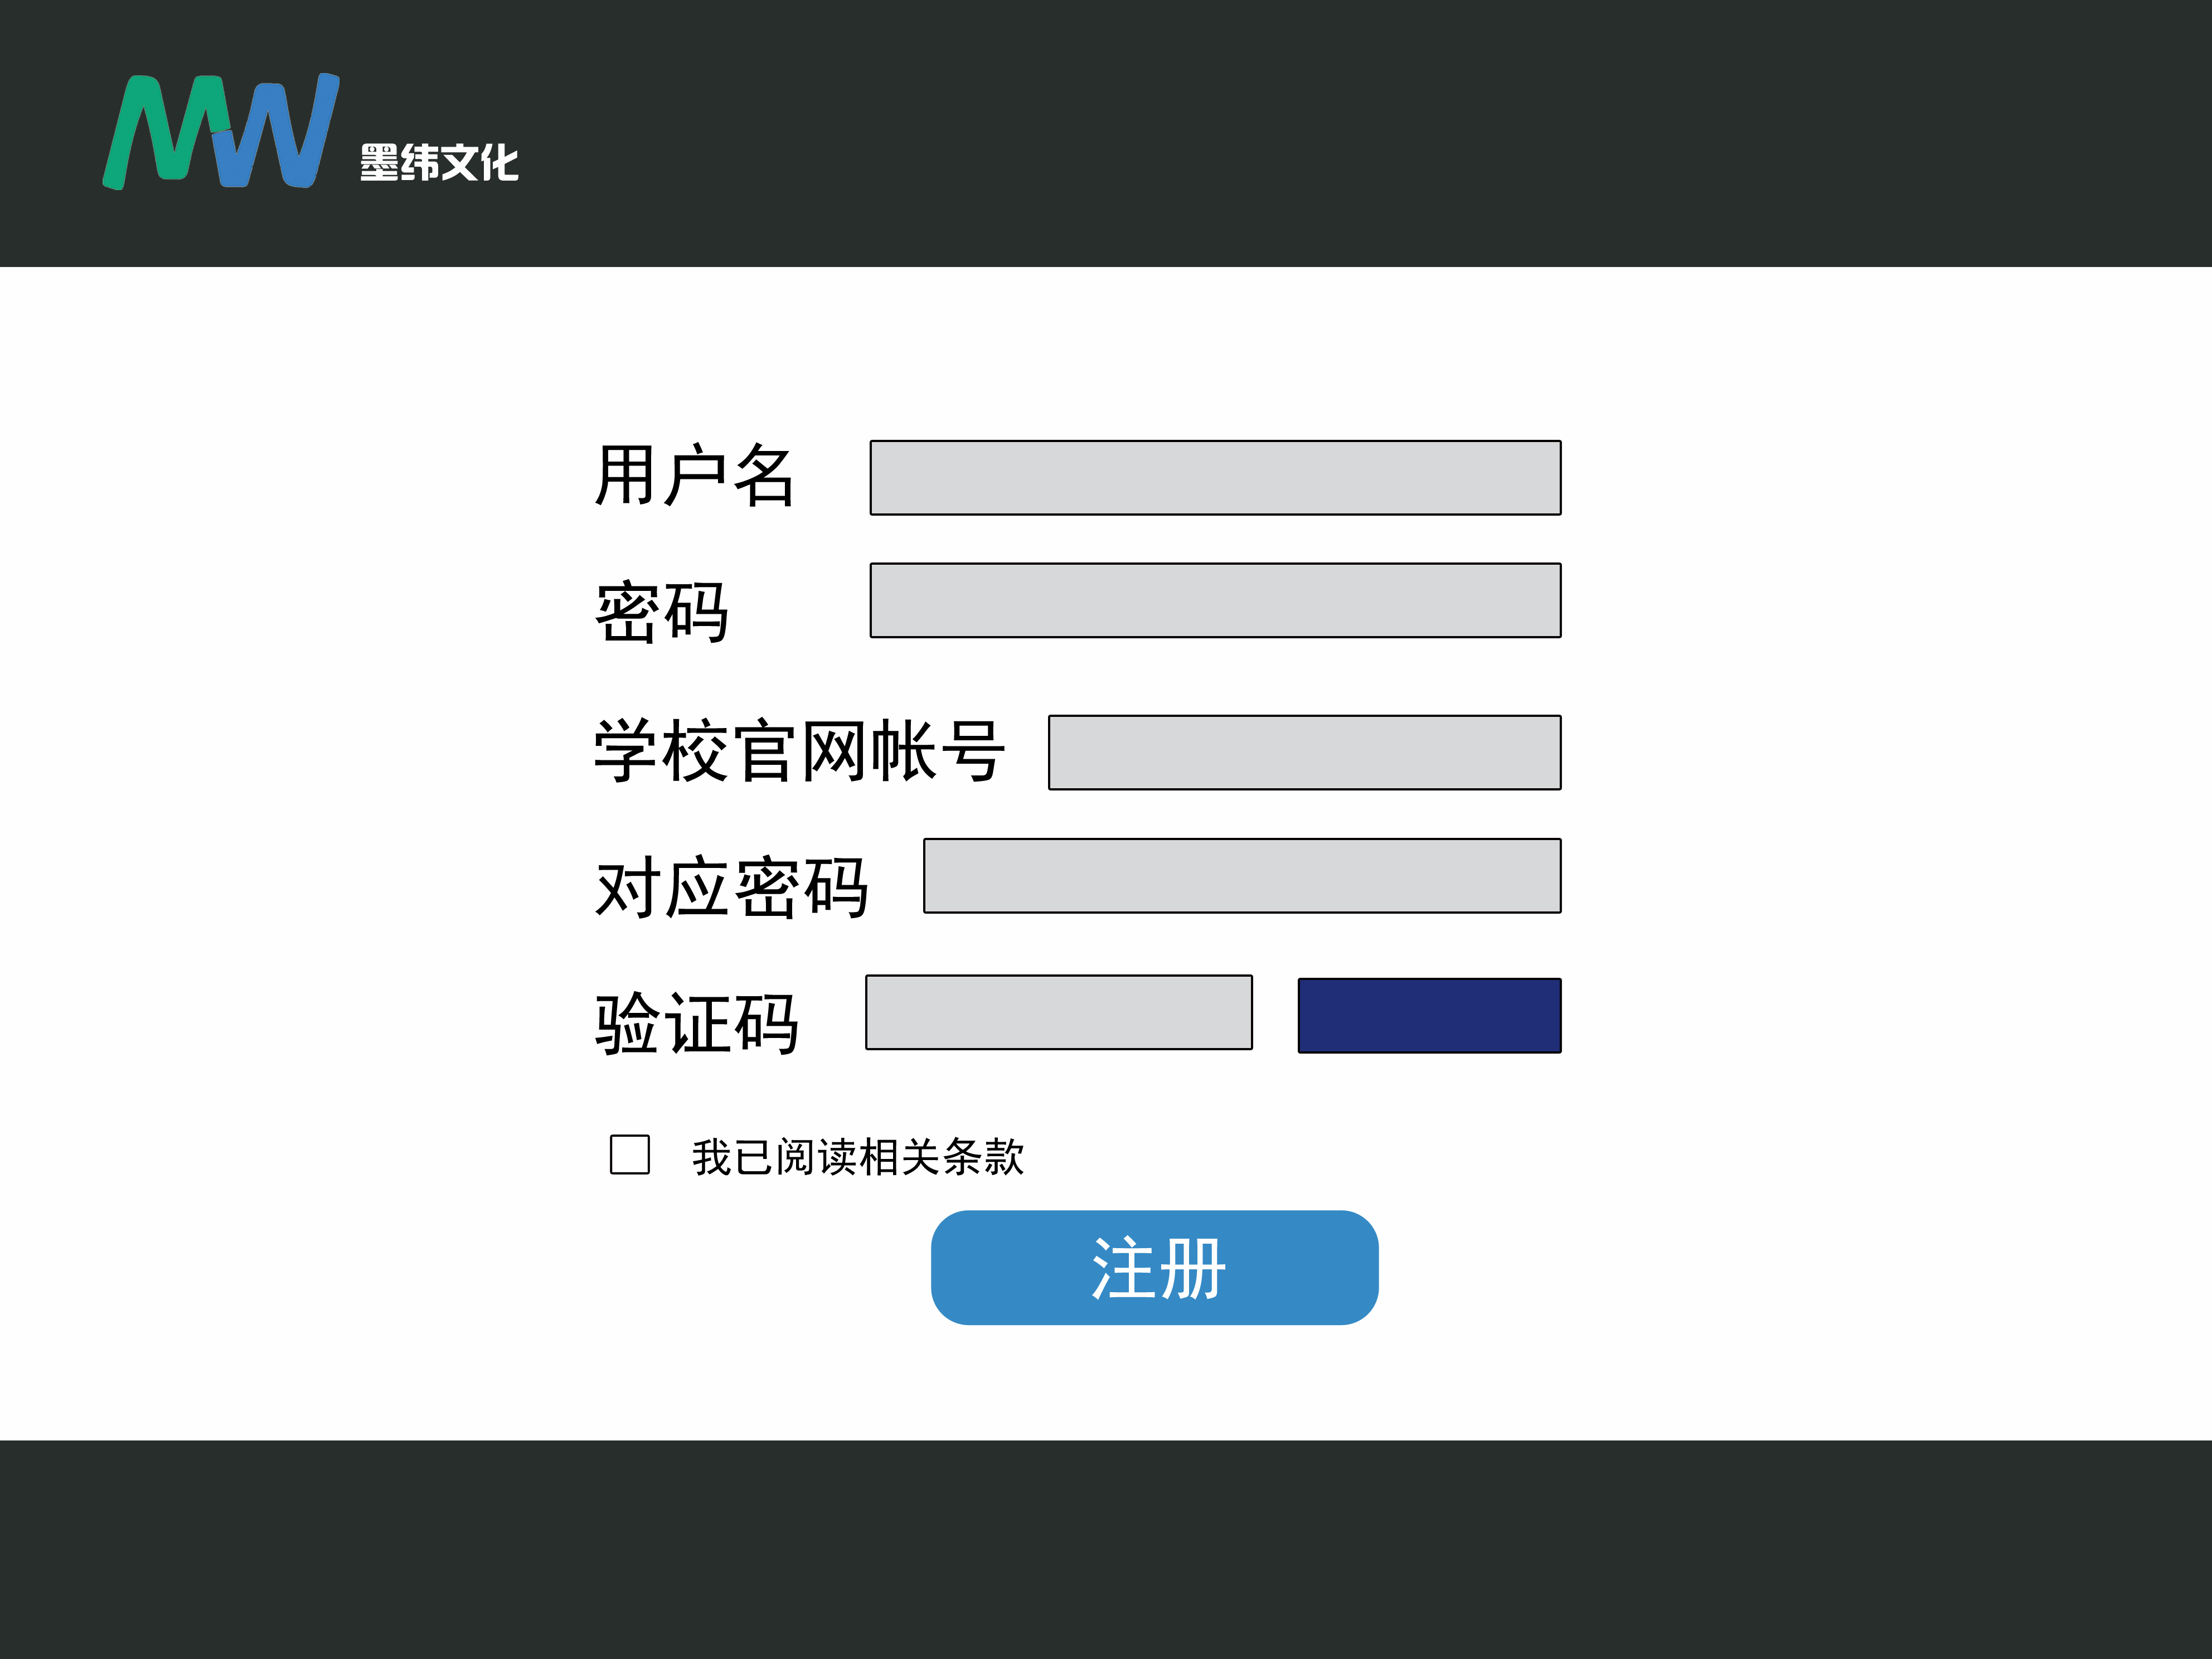 墨纬文化
用户名
密码
学校官网帐号
对应密码
验证码
我已阅读相关条款
注册